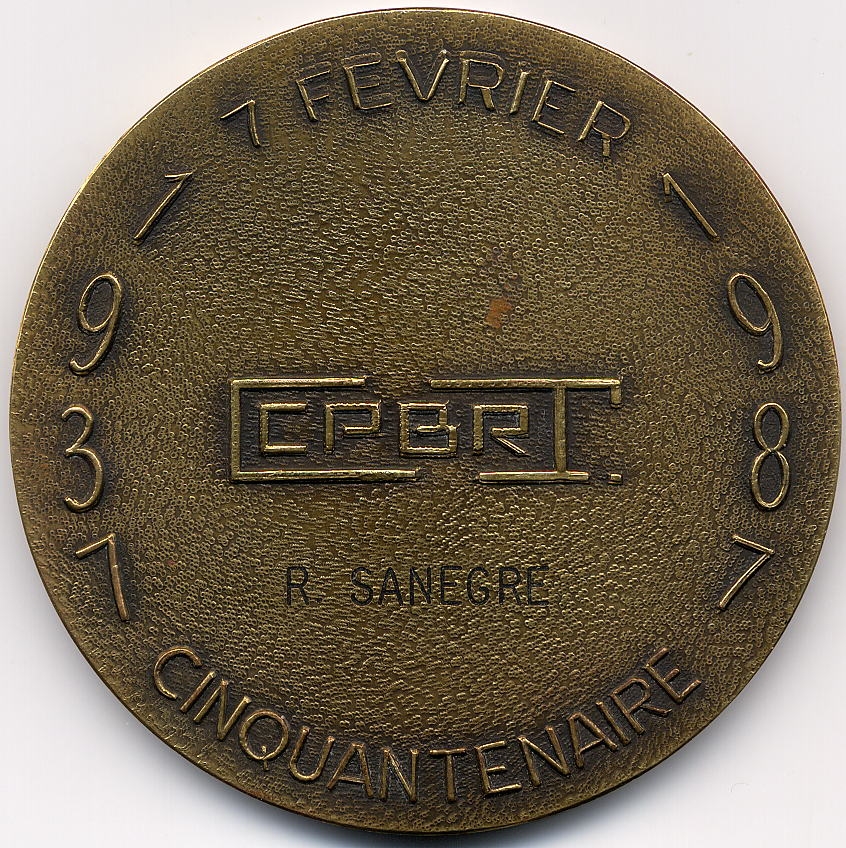 7 FEVRIER
1937
1987
CPBRT.
R. SANEGRE
CINQUANTENAIRE